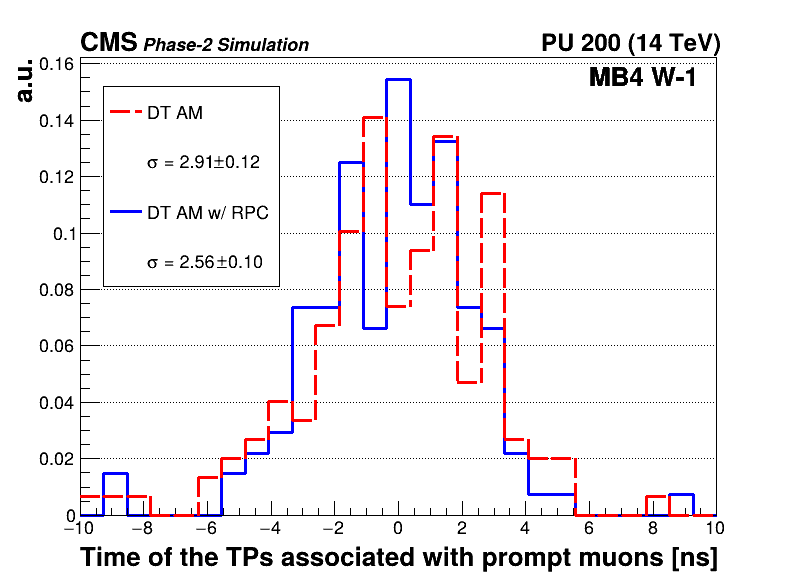 CMS Phase-2 Simulation PU 200 (14 TeV)
a.u.
MB4 W-1
DT AM
σ = 2.91±0.12
DT AM w/ RPC
σ = 2.56±0.10
0.16
0.14
0.12
0.1
0.08
0.06
0.04
0.02
0
−10 −8 −6 −4 −2 0 2 4 6 8 10
Time of the TPs associated with prompt muons [ns]